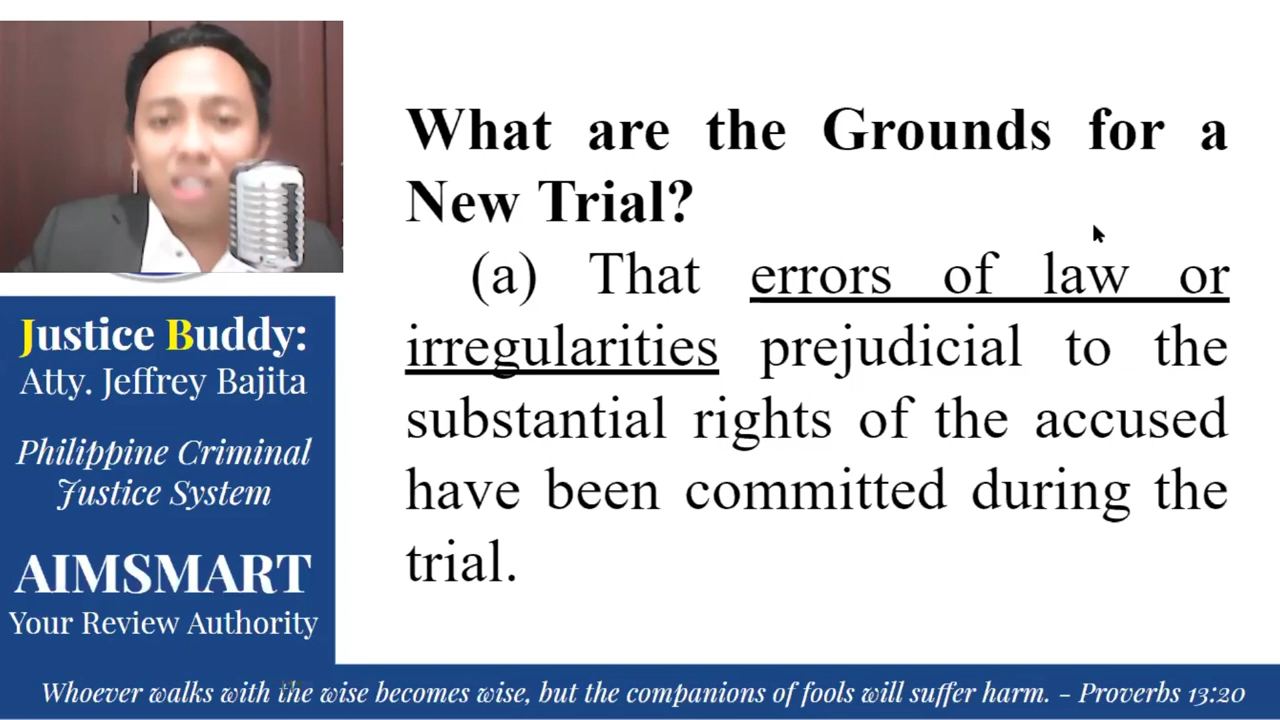 What are the Grounds for a
New Trial?
(a) That errors of law or
irregularities prejudicial to the
substantial rights of the accused
have been committed during the
trial.
Justice Buddy:
Atty. Jeffrey Bajita
Philippine Criminal
Justice System
AIMSMART
Your Review Authority
Whoever walks with the wise becomes wise, but the companions of fools will suffer harm. – Proverbs 13:20